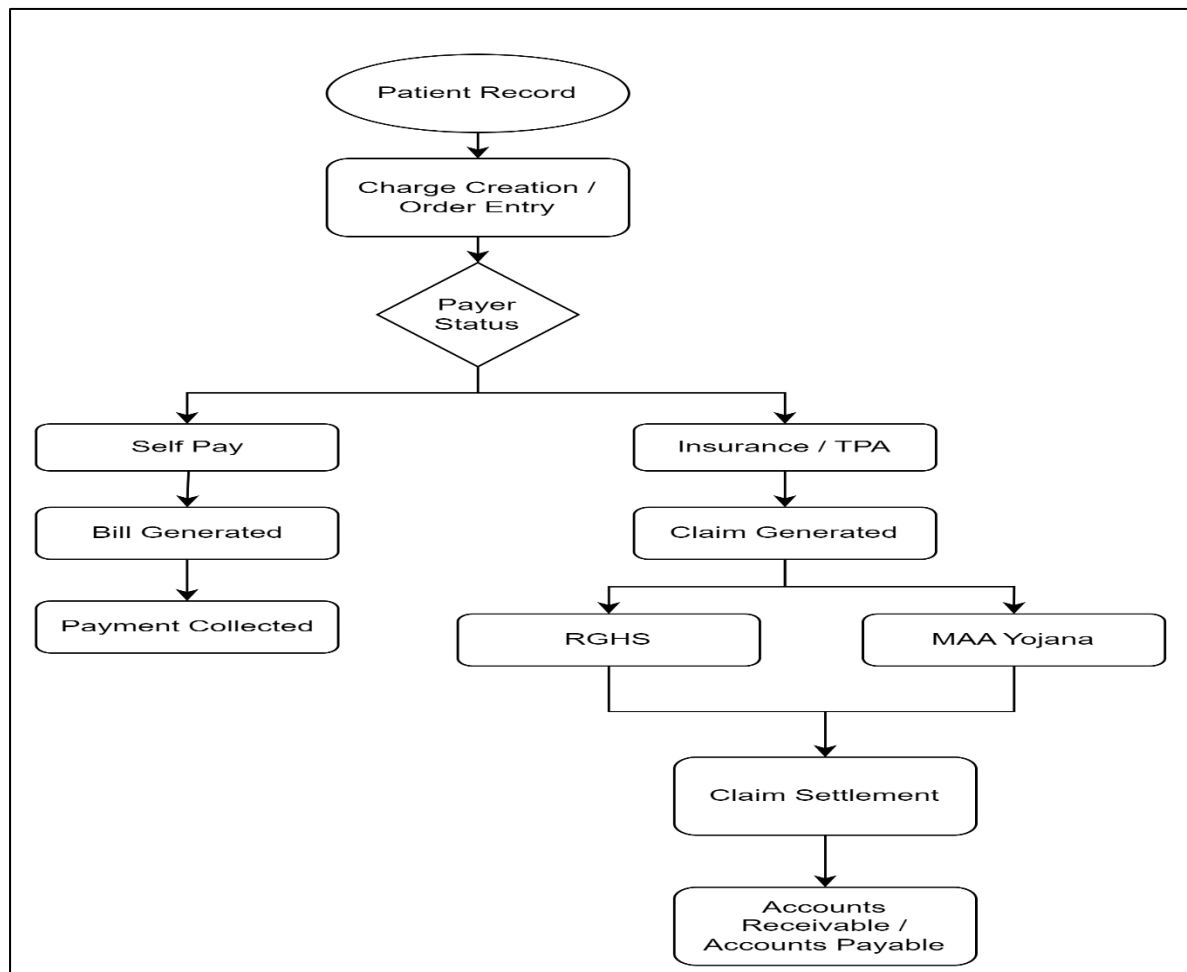 Patient Record
Charge Creation /
Order Entry
Payer
Status
Self Pay
Insurance / TPA
Bill Generated
Claim Generated
Payment Collected
RGHS
MAA Yojana
Claim Settlement
Accounts
Receivable /
Accounts Payable